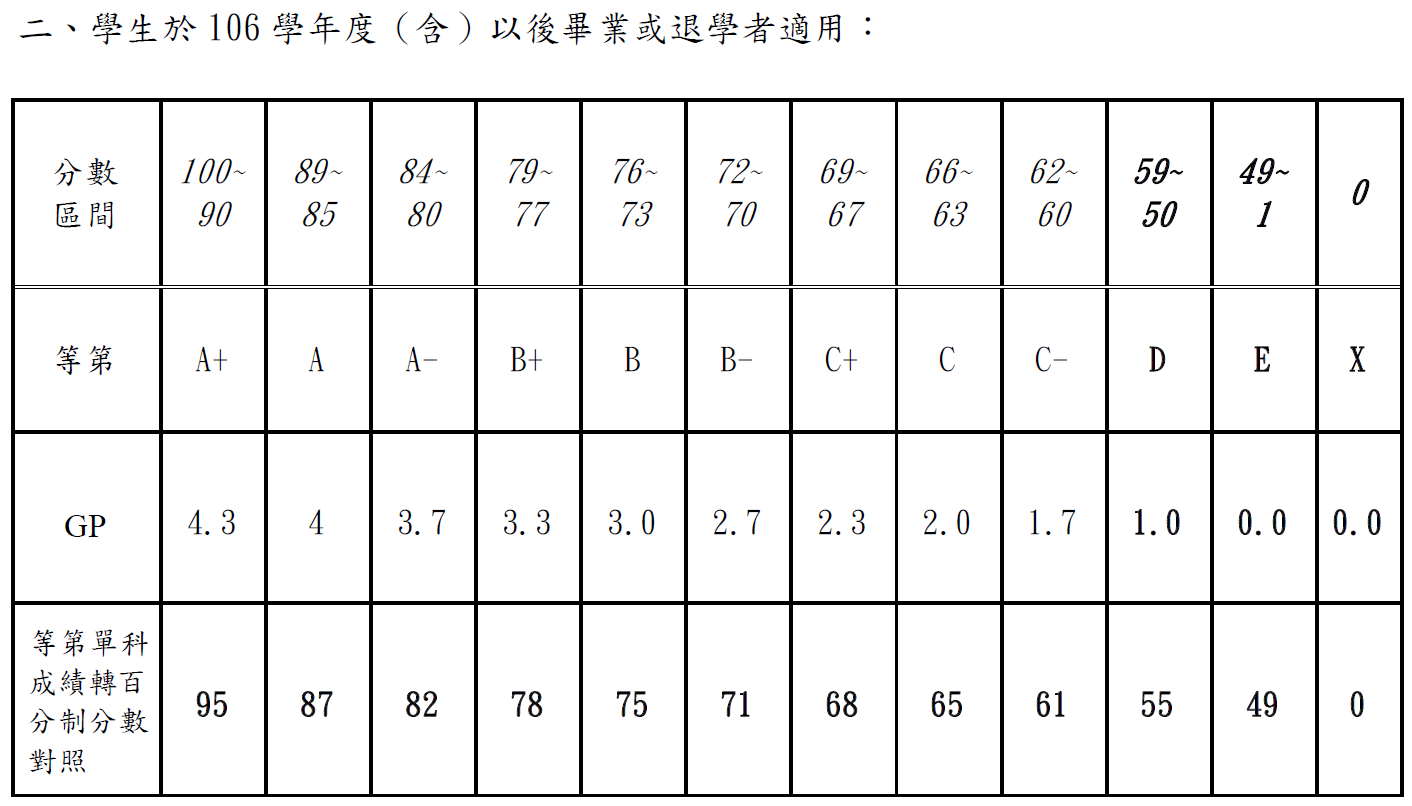 二、學生於 106 學年度（含）以後畢業或退學者適用：
分數區間 100~90 89~85 84~80 79~77 76~73 72~70 69~67 66~63 62~60 59~50 49~1 0
等第 A+ A A- B+ B B- C+ C C- D E X
GP 4.3 4 3.7 3.3 3.0 2.7 2.3 2.0 1.7 1.0 0.0 0.0
等第單科成績轉百分制分數對照 95 87 82 78 75 71 68 65 61 55 49 0